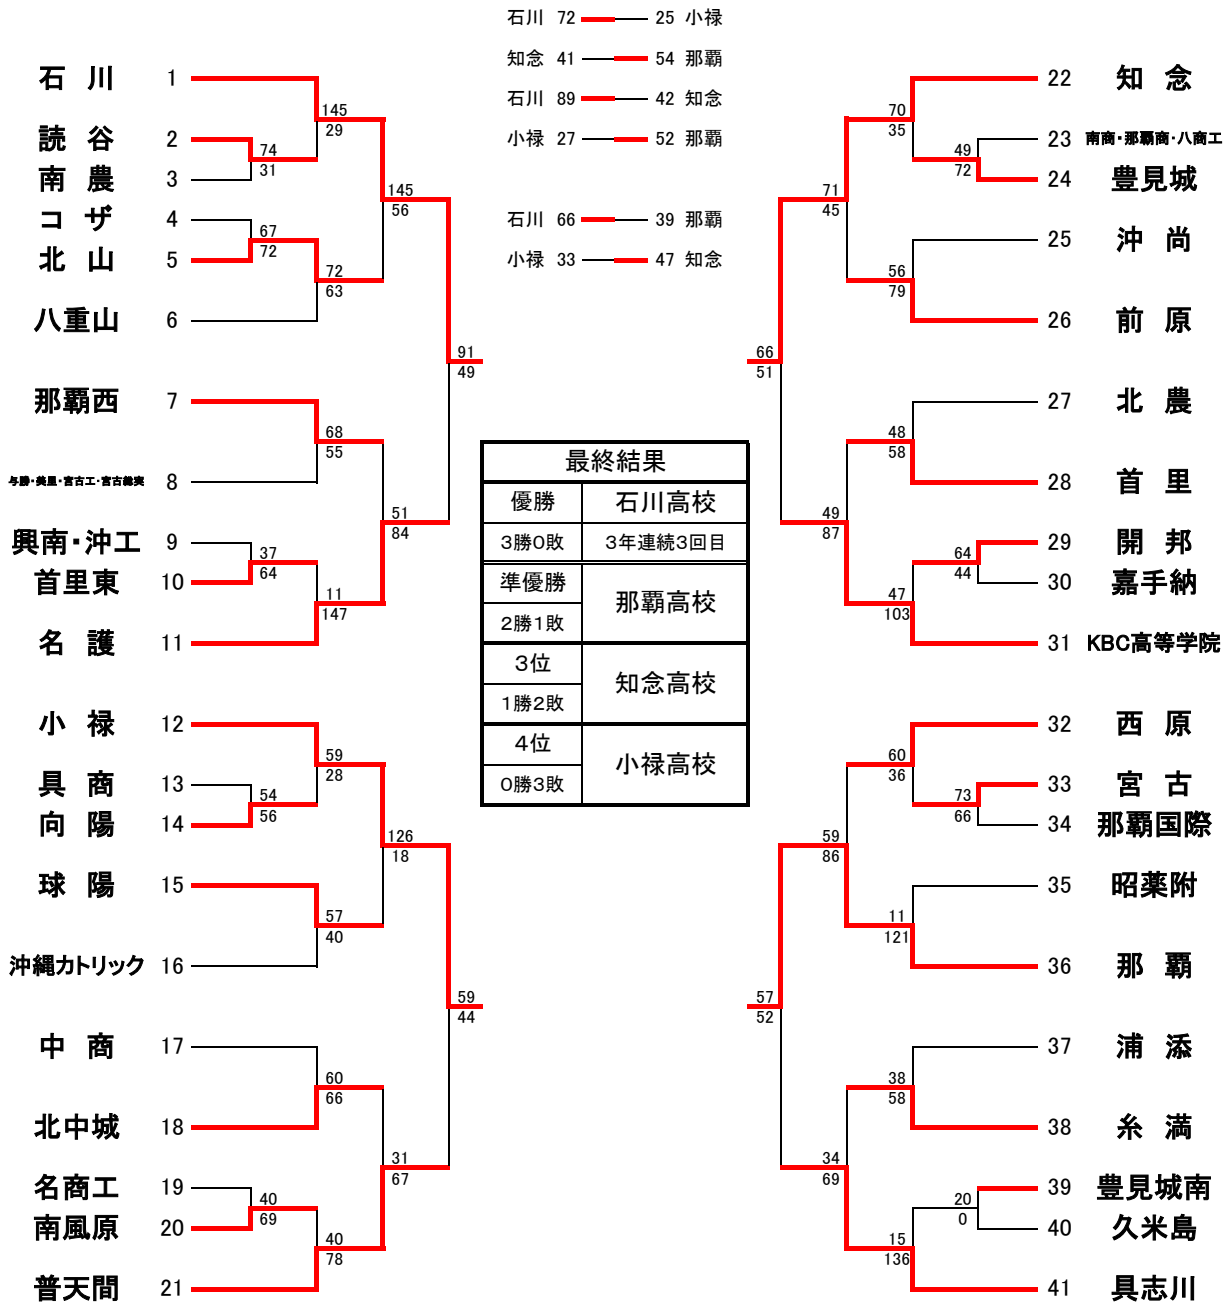 石川 72 25 小禄
知念 41 54 那覇
石川 89 42 知念
小禄 27 52 那覇
石川 66 39 那覇
小禄 33 47 知念
石 川 1
読 谷 2
南 農 3
コ ザ 4
北 山 5
八重山 6
那覇西 7
与勝・美里・宮古工・宮古総実 8
興南・沖工 9
首里東 10
名 護 11
小 禄 12
具 商 13
向 陽 14
球 陽 15
沖縄カトリック 16
中 商 17
北中城 18
名商工 19
南風原 20
普天間 21
145
29
74
31
145
56
67
72
72
63
91
49
68
55
51
84
37
64
11
147
59
28
54
56
126
18
57
40
59
44
60
66
31
67
40
69
40
78
最終結果
優勝 石川高校
3勝0敗 3年連続3回目
準優勝 那覇高校
2勝1敗
3位 知念高校
1勝2敗
4位 小禄高校
0勝3敗
70
35
49
72
71
45
56
79
66
51
48
58
49
87
64
44
47
103
60
36
73
66
59
86
11
121
57
52
38
58
34
69
20
0
15
136
22 知 念
23 南商・那覇商・八商工
24 豊見城
25 沖 尚
26 前 原
27 北 農
28 首 里
29 開 邦
30 嘉手納
31 KBC高等学院
32 西 原
33 宮 古
34 那覇国際
35 昭薬附
36 那 覇
37 浦 添
38 糸 満
39 豊見城南
40 久米島
41 具志川